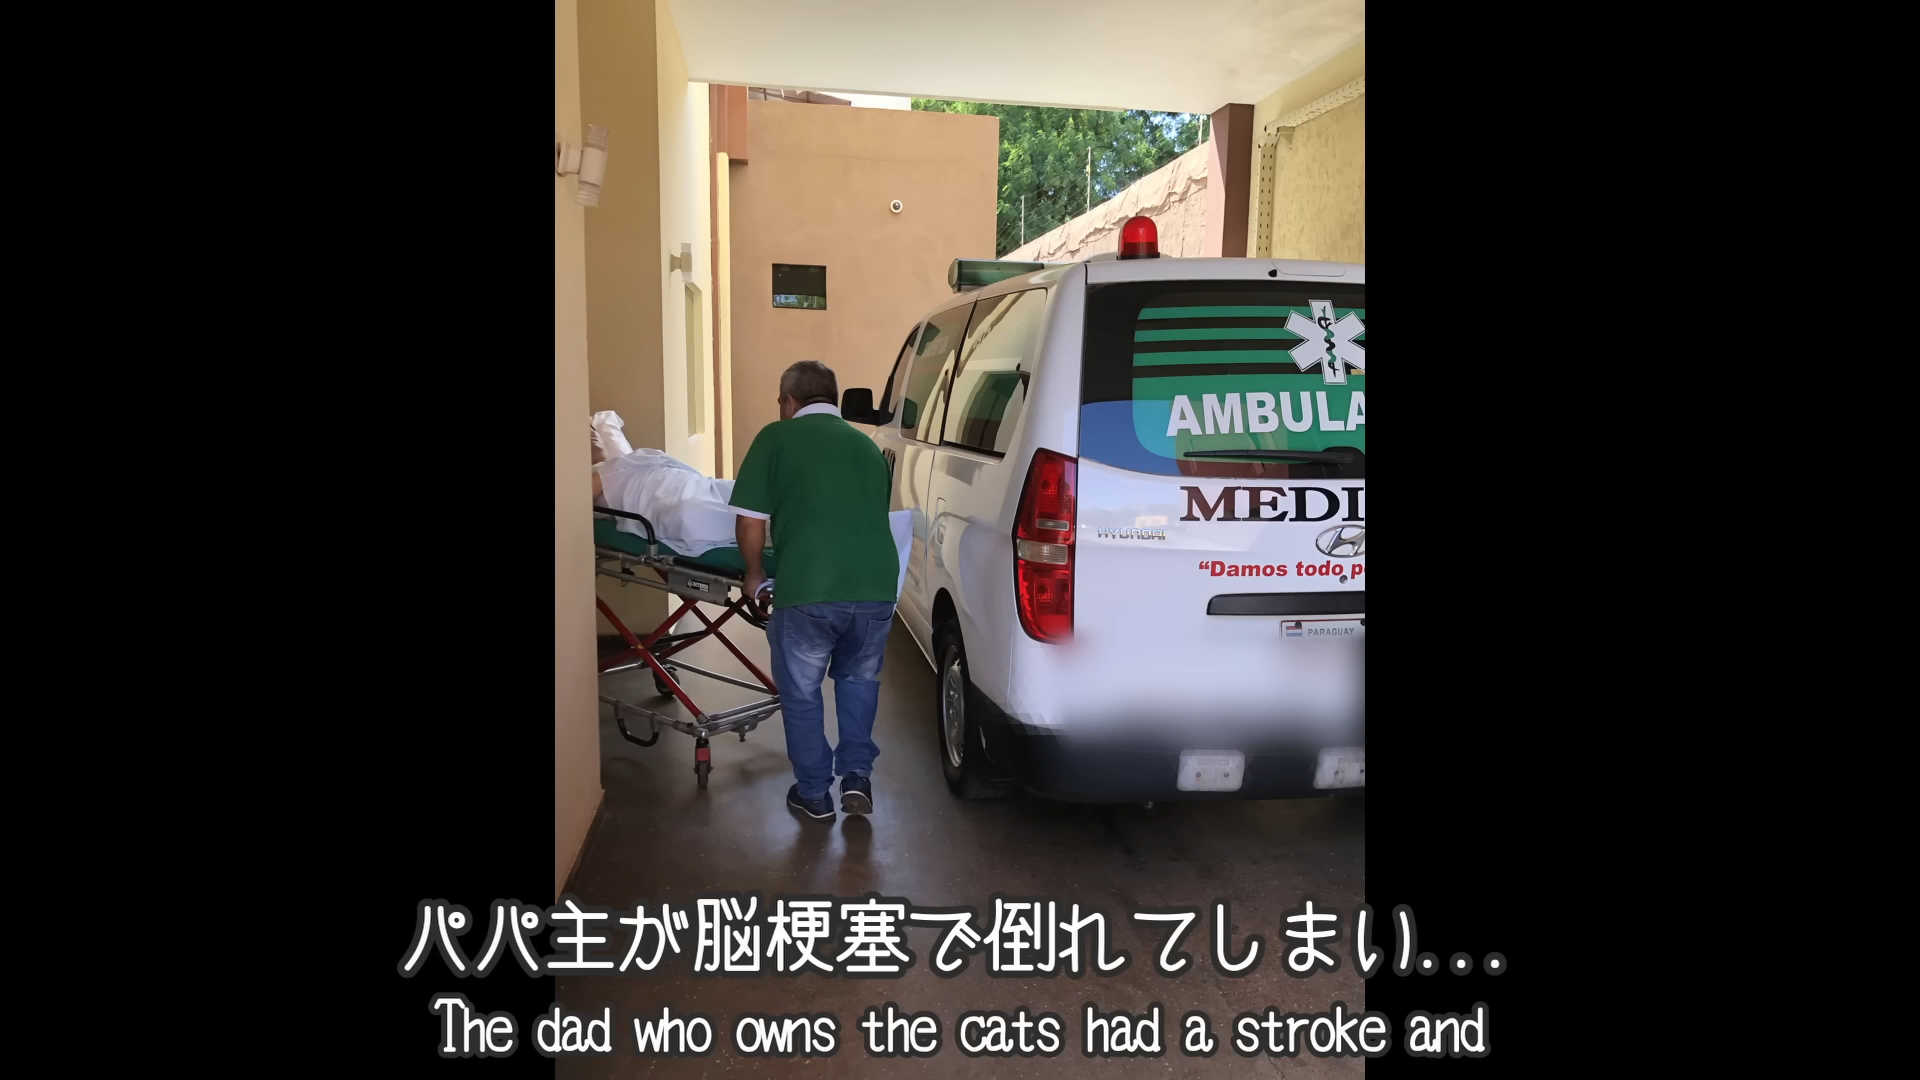 AMBULA
MEDI
HYUNDAI
“Damos todo p
PARAGUAY
パパ主が脳梗塞で倒れてしまい...
The dad who owns the cats had a stroke and